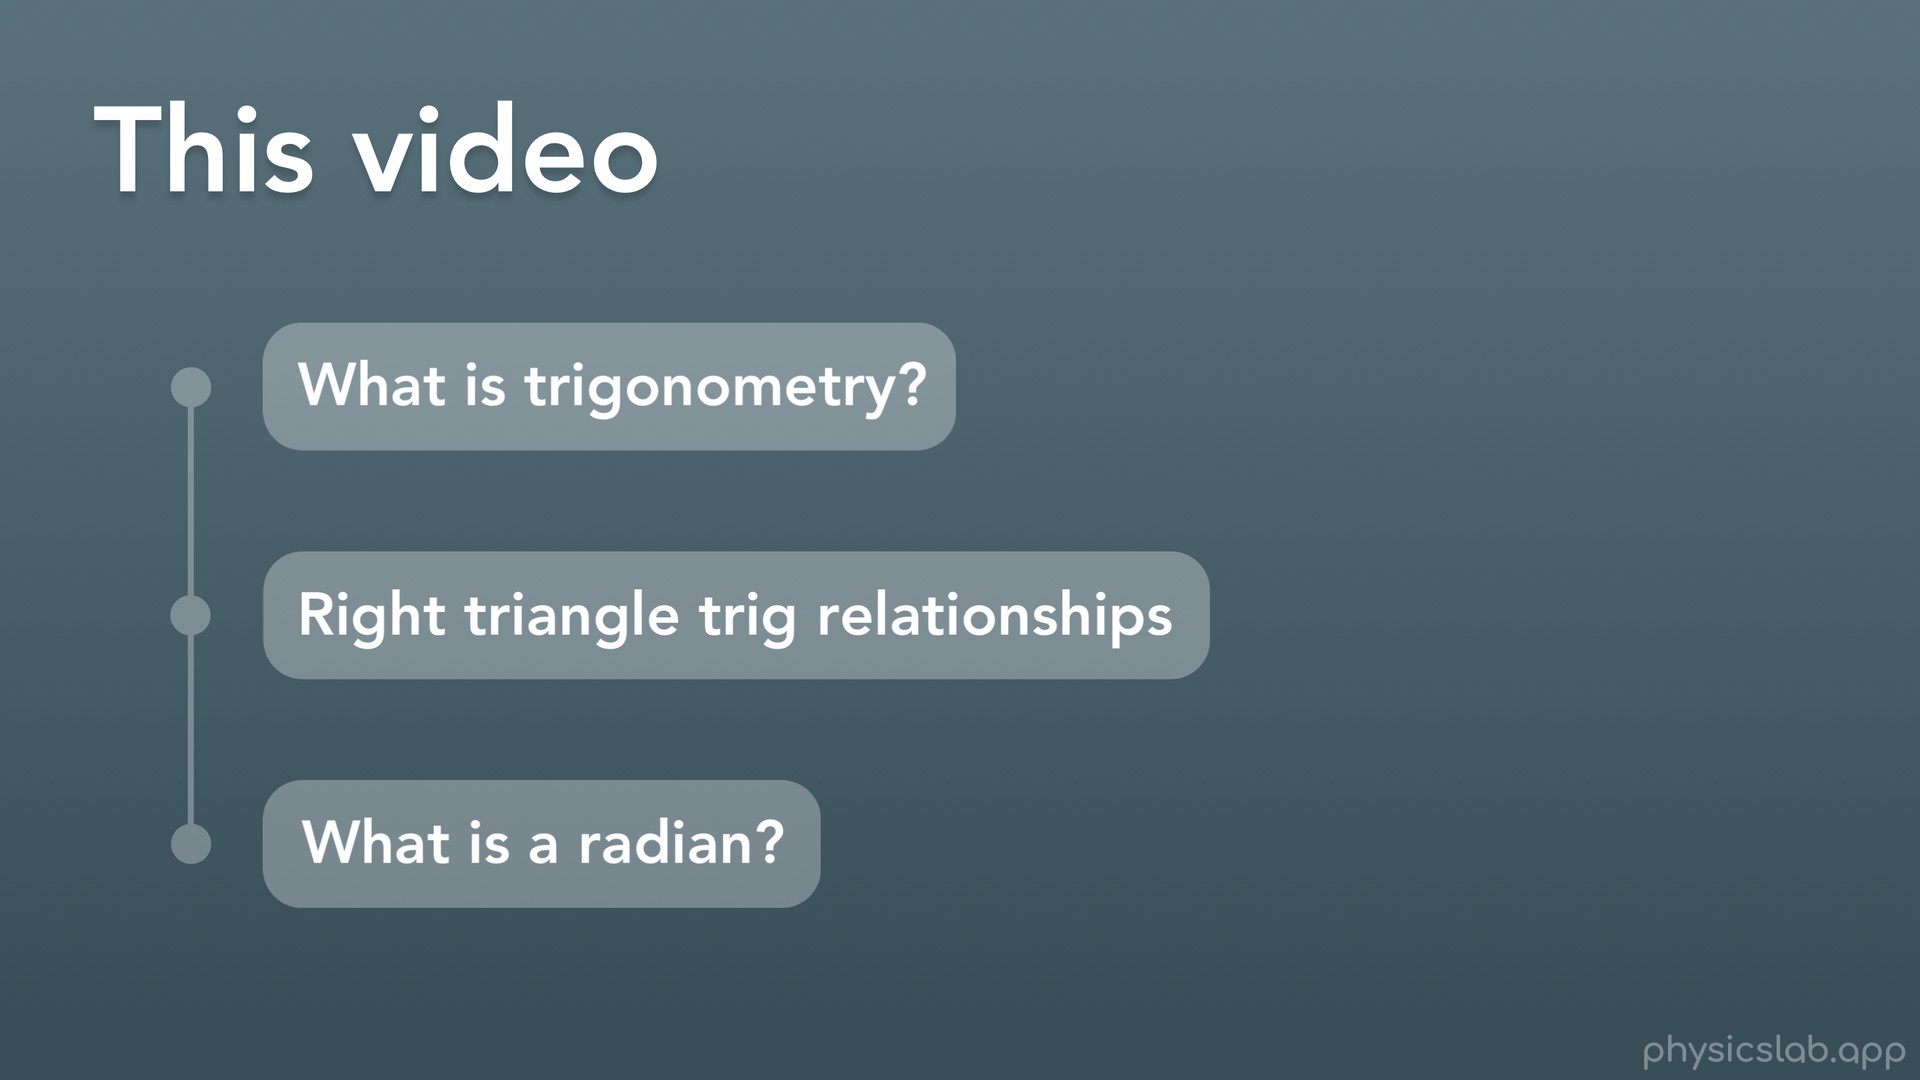 This video
What is trigonometry?
Right triangle trig relationships
What is a radian?
physicslab.app